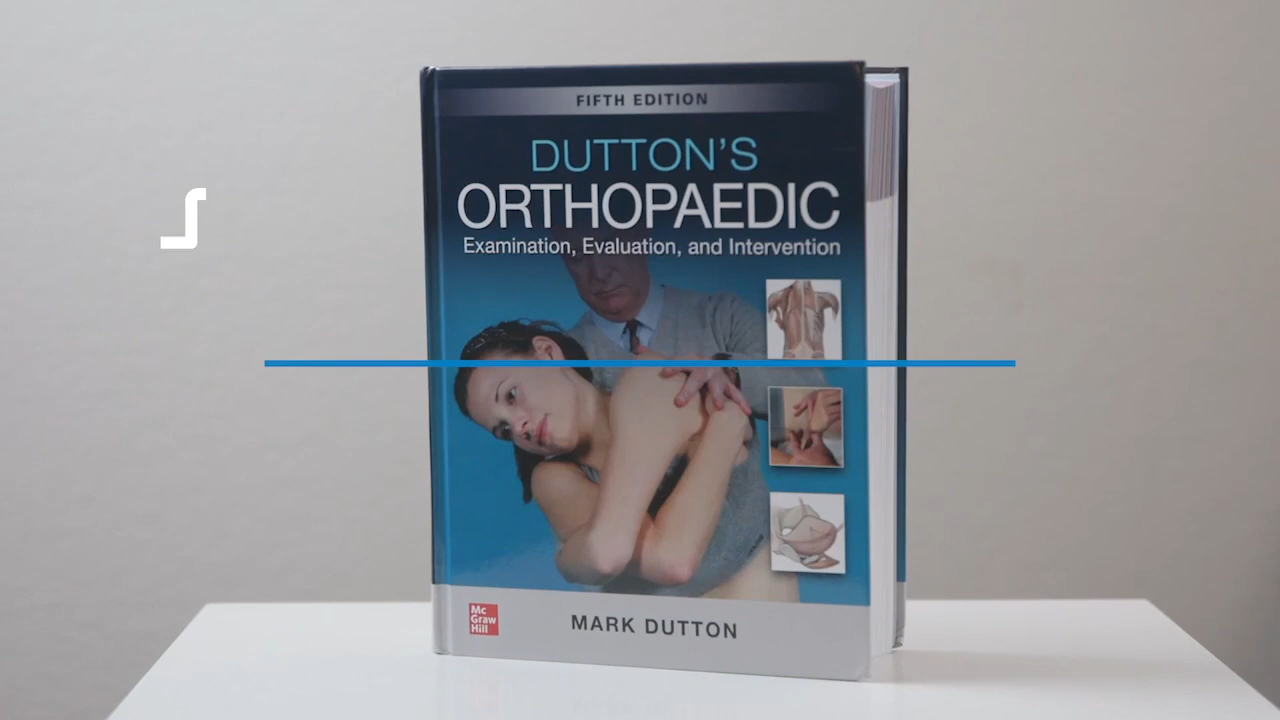 FIFTH EDITION
DUTTON'S
ORTHOPAEDIC
Examination, Evaluation, and Intervention
Mc
Graw
Hill
MARK DUTTON